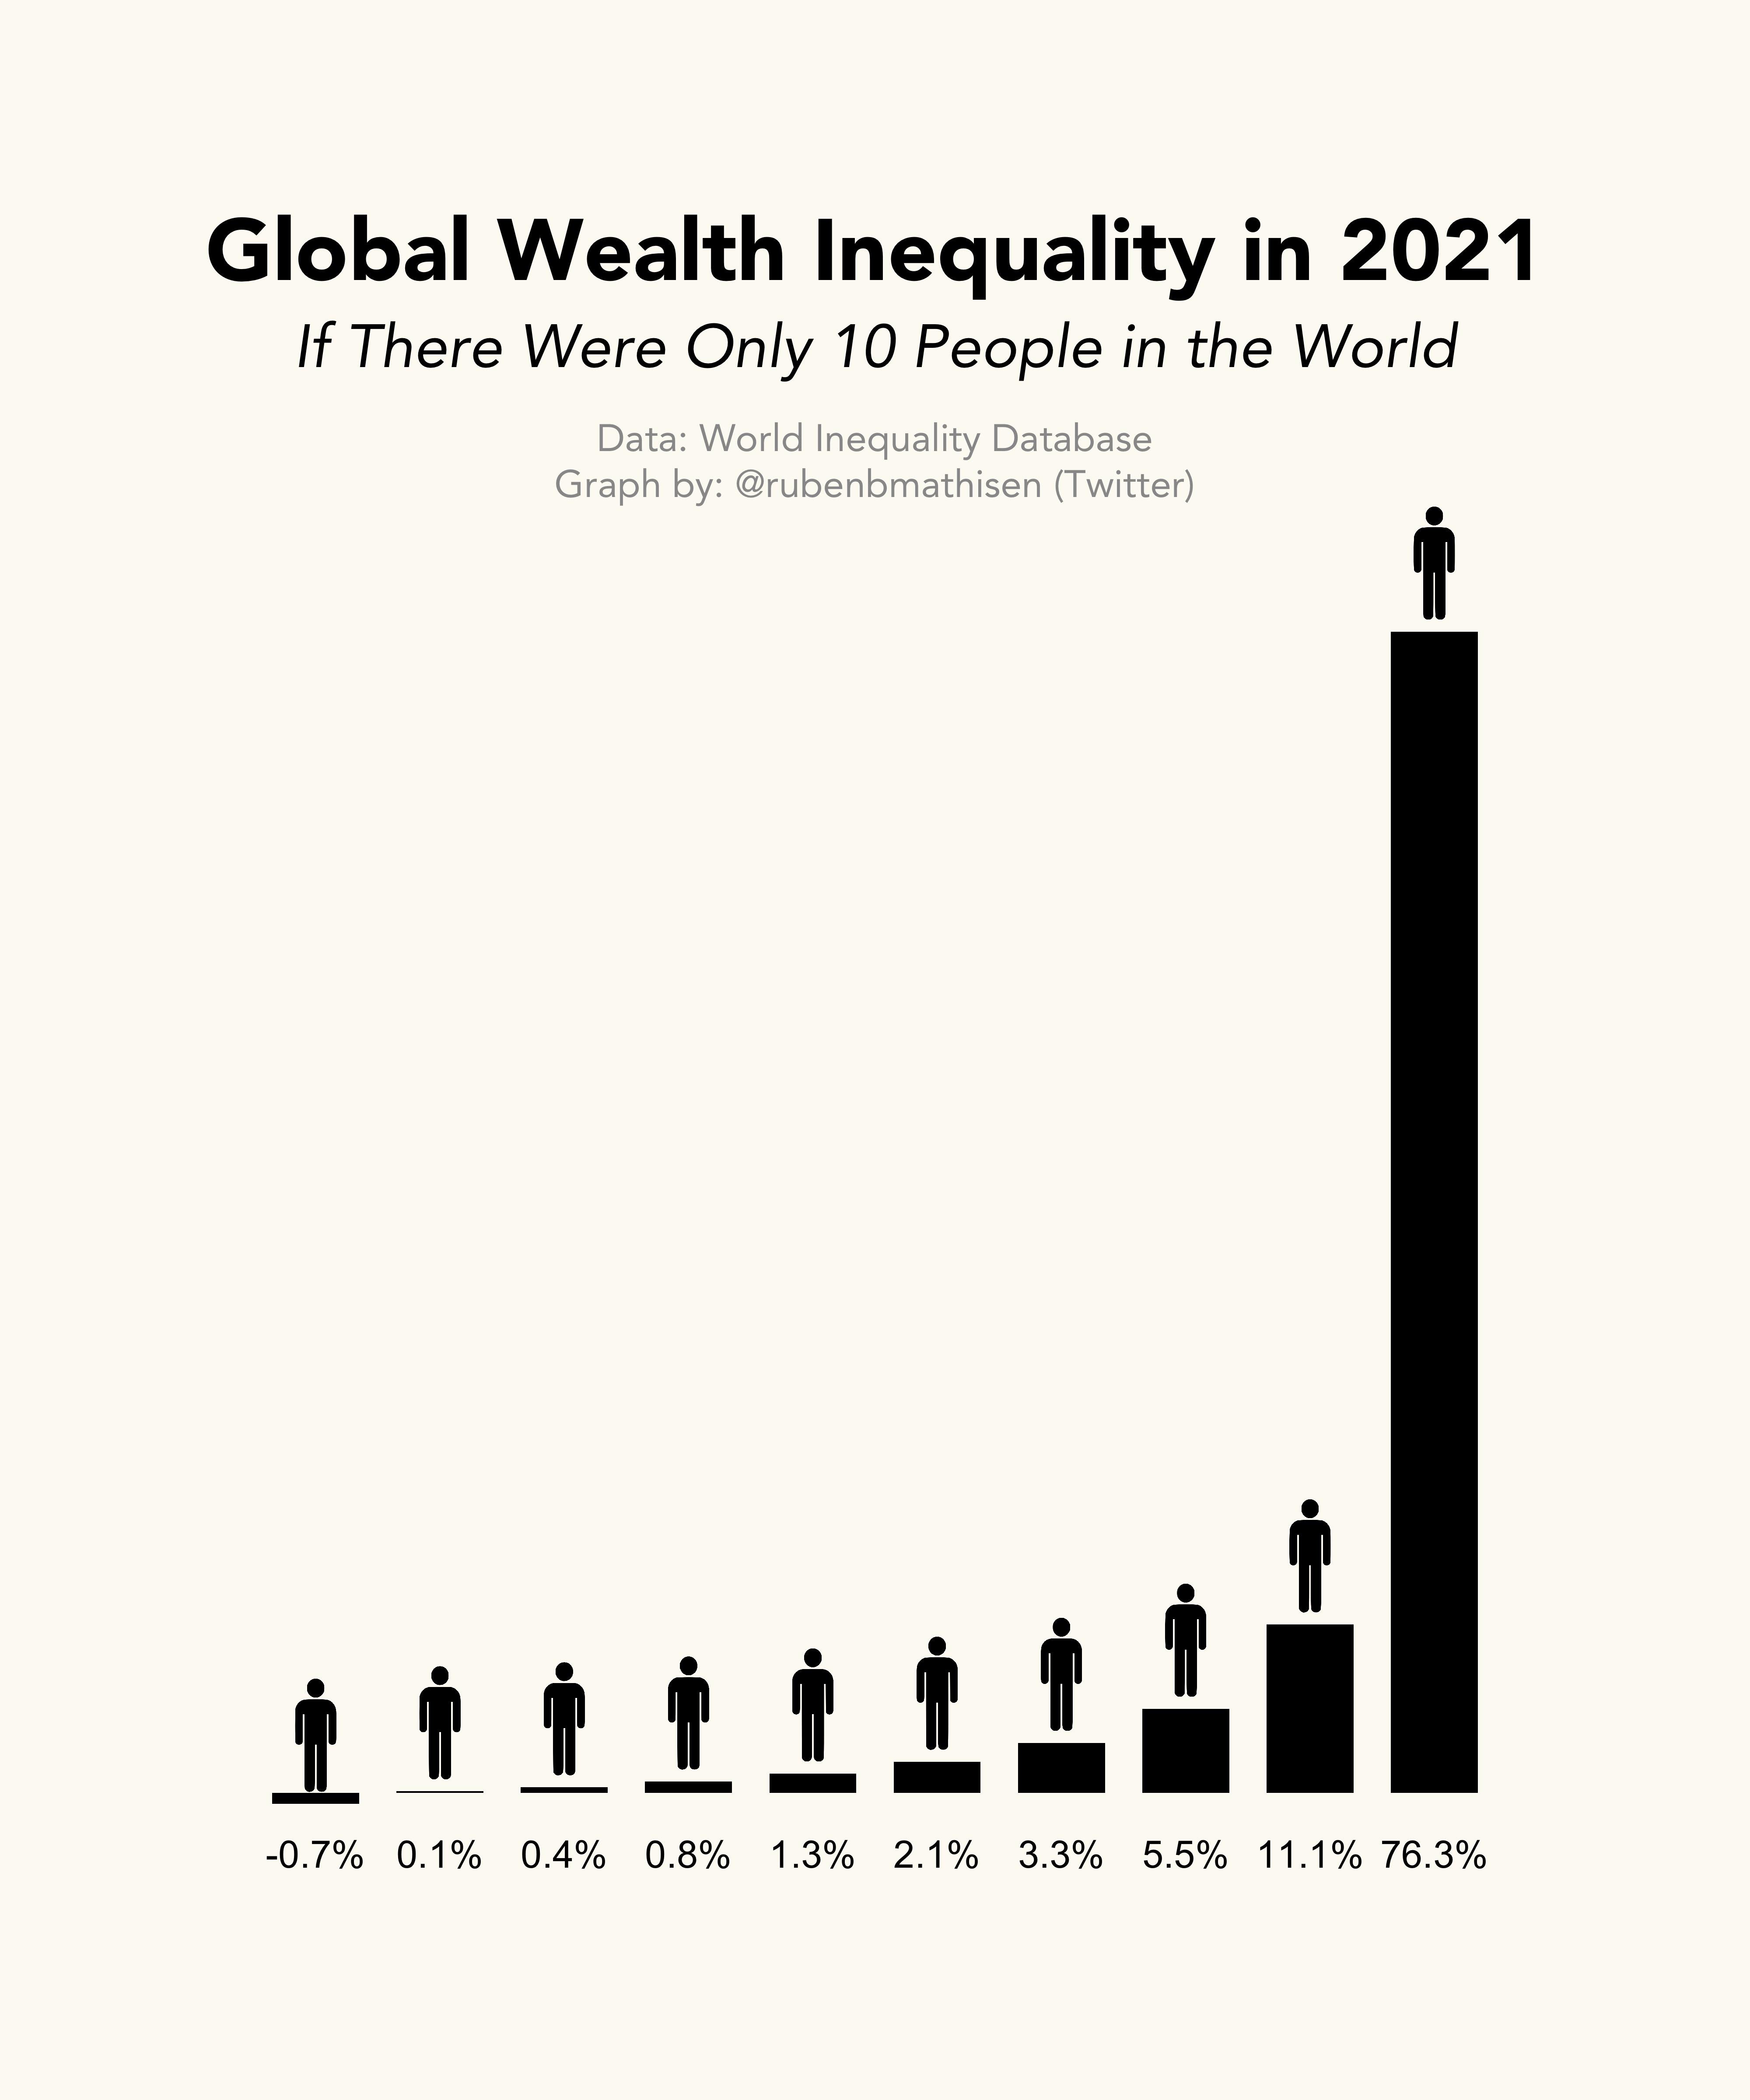 Global Wealth Inequality in 2021
If There Were Only 10 People in the World
Data: World Inequality Database
Graph by: @rubenbmathisen (Twitter)
-0.7% 0.1% 0.4% 0.8% 1.3% 2.1% 3.3% 5.5% 11.1% 76.3%